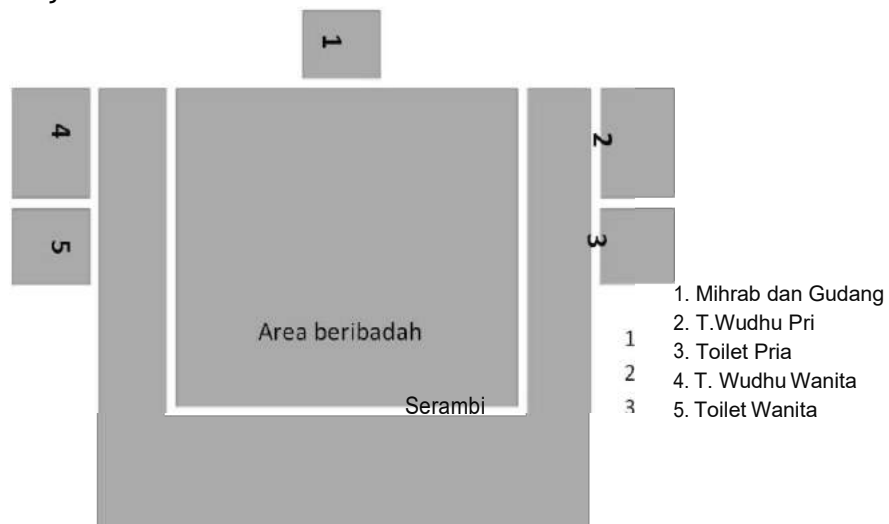 1
4
2
5
3
Area beribadah
Serambi
1
2
3
1. Mihrab dan Gudang
2. T.Wudhu Pri
3. Toilet Pria
4. T. Wudhu Wanita
5. Toilet Wanita